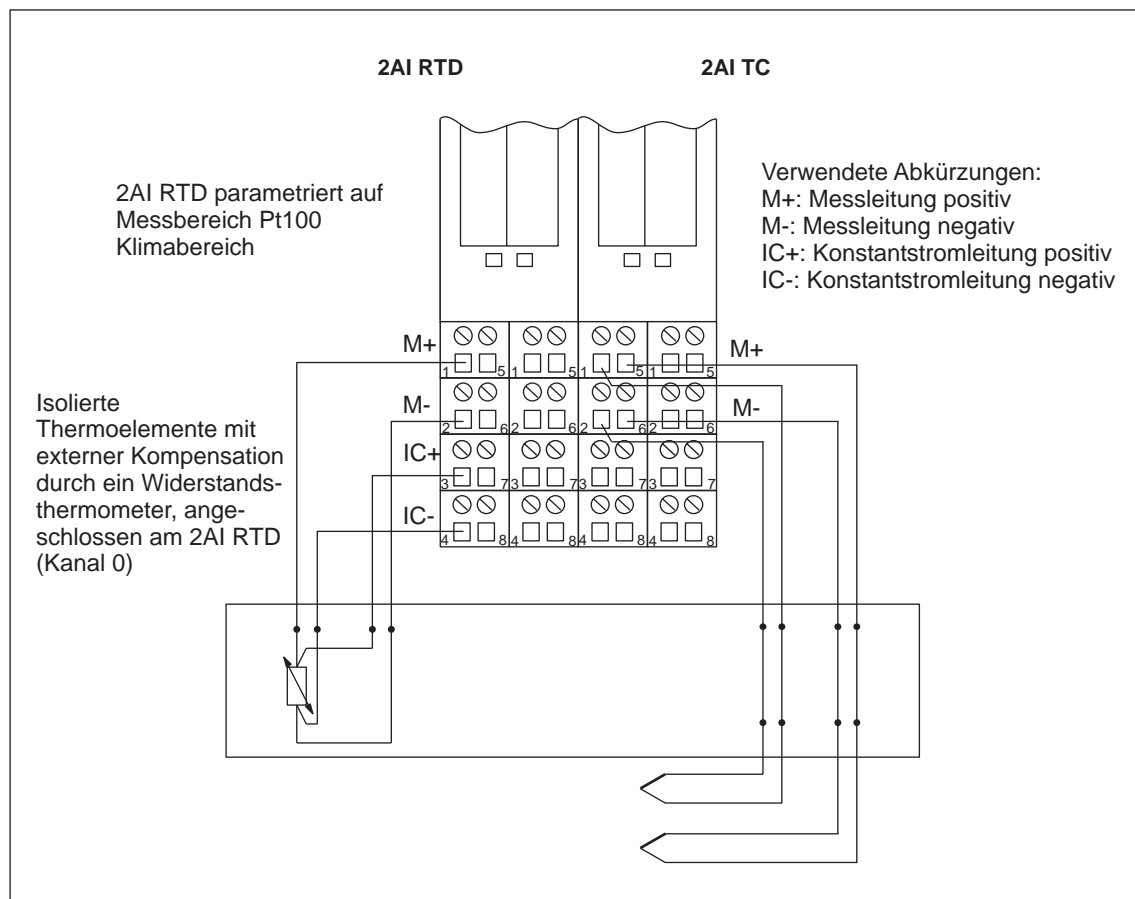 2AI RTD 2AI TC
2AI RTD parametriert auf
Messbereich Pt100
Klimabereich
Verwendete Abkürzungen:
M+: Messleitung positiv
M-: Messleitung negativ
IC+: Konstantstromleitung positiv
IC-: Konstantstromleitung negativ
Isolierte
Thermoelemente mit
externer Kompensation
durch ein Widerstands-
thermometer, ange-
schlossen am 2AI RTD
(Kanal 0)
M+ 1 5 1 5 1 5 1 5 M+
M- 2 6 2 6 2 6 2 6 M-
IC+ 3 7 3 7 3 7 3 7
IC- 4 8 4 8 4 8 4 8